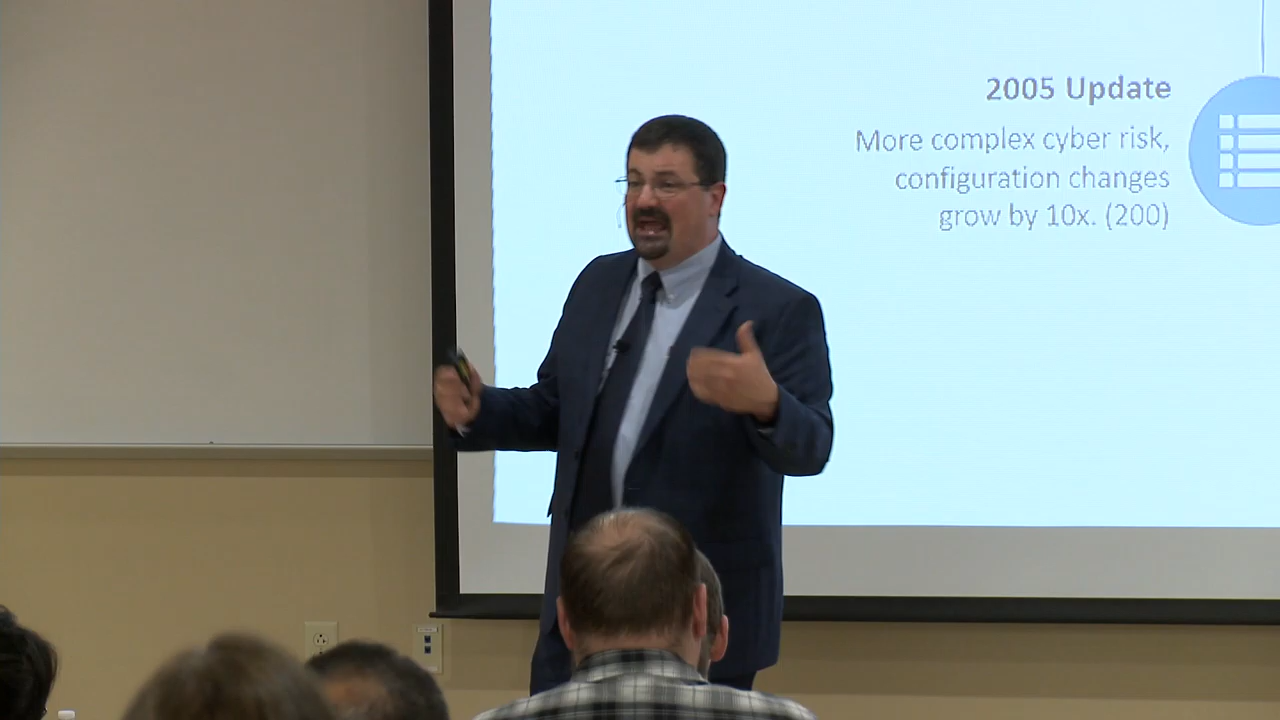 2005 Update
More complex cyber risk,
configuration changes
grow by 10x. (200)